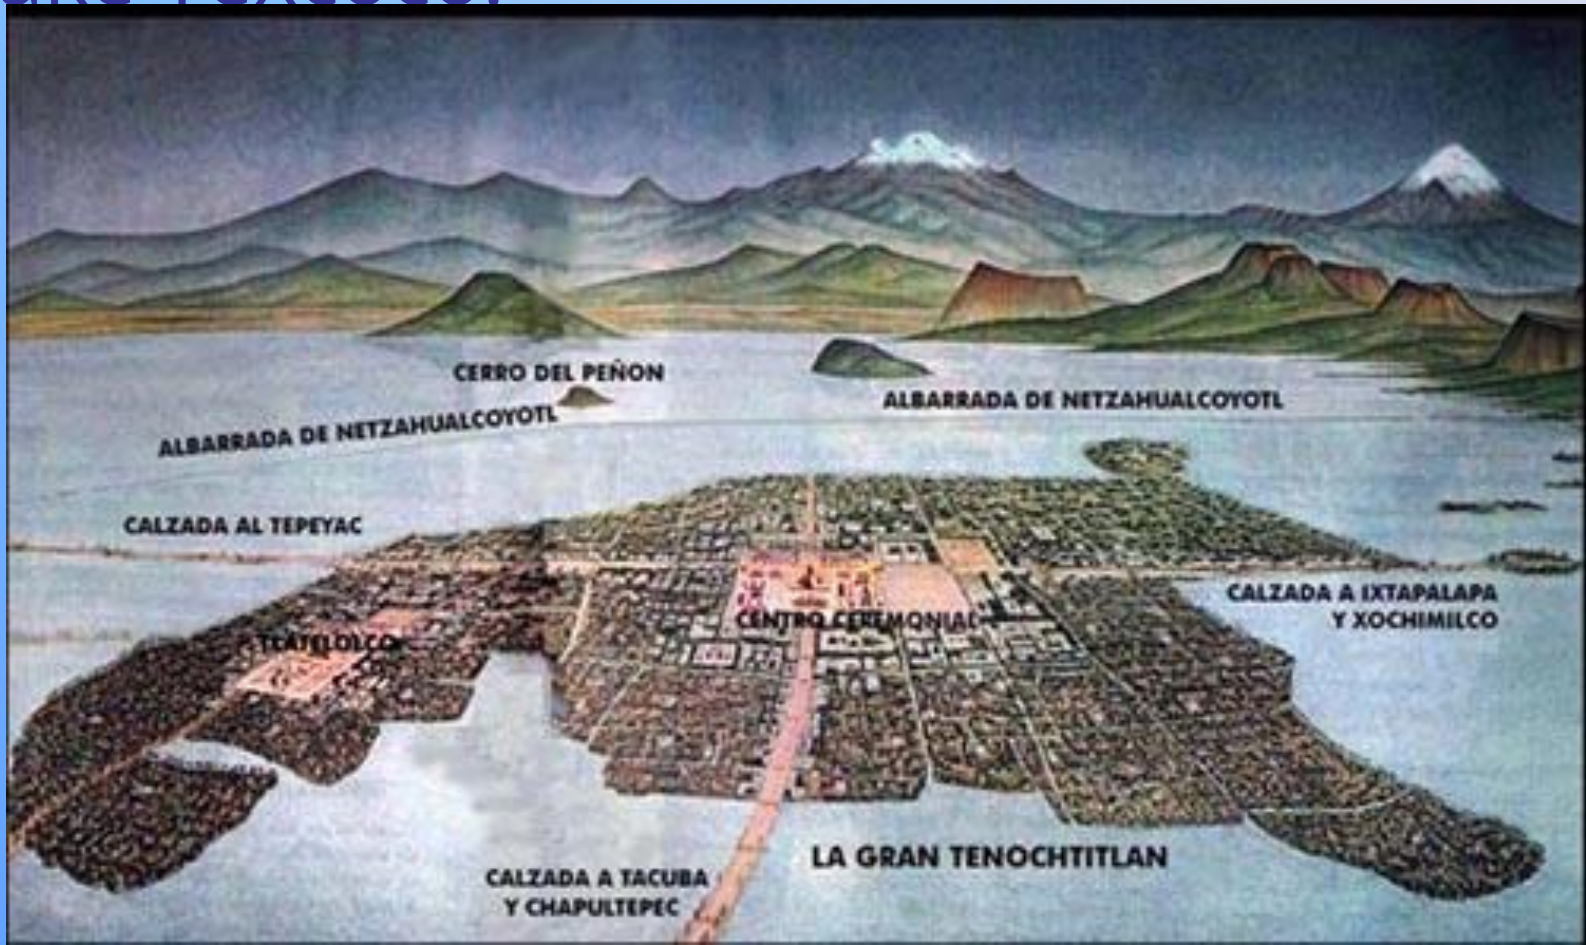 CERRO DEL PEÑON
ALBARRADA DE NETZAHUALCOYOTL
ALBARRADA DE NETZAHUALCOYOTL
CALZADA AL TEPEYAC
CALZADA A IXTAPALAPA
Y XOCHIMILCO
CENTRO CEREMONIAL
TLATELOLCO
LA GRAN TENOCHTITLAN
CALZADA A TACUBA
Y CHAPULTEPEC